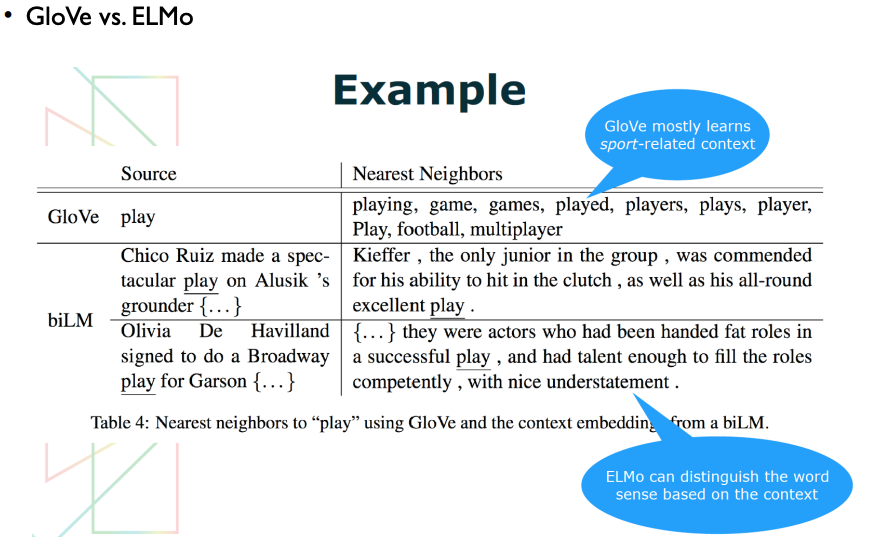 • GloVe vs. ELMo
Example
GloVe mostly learns
sport-related context
Source Nearest Neighbors
GloVe play
playing, game, games, played, players, plays, player,
Play, football, multiplayer
biLM
Chico Ruiz made a spec-
tacular play on Alusik 's
grounder {...}
Kieffer , the only junior in the group , was commended
for his ability to hit in the clutch , as well as his all-round
excellent play .
Olivia De Havilland
signed to do a Broadway
play for Garson {...}
{...} they were actors who had been handed fat roles in
a successful play , and had talent enough to fill the roles
competently , with nice understatement .
Table 4: Nearest neighbors to “play” using GloVe and the context embedding from a biLM.
ELMo can distinguish the word
sense based on the context